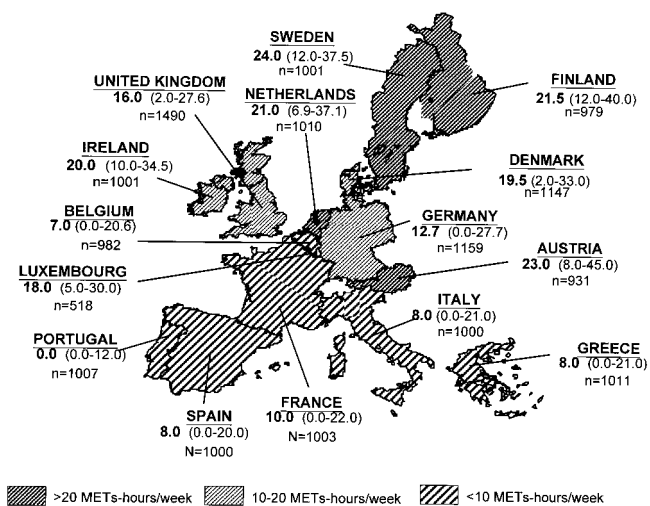 SWEDEN
24.0 (12.0-37.5)
n=1001
UNITED KINGDOM
16.0 (2.0-27.6)
n=1490
NETHERLANDS
21.0 (6.9-37.1)
n=1010
FINLAND
21.5 (12.0-40.0)
n=979
IRELAND
20.0 (10.0-34.5)
n=1001
DENMARK
19.5 (2.0-33.0)
n=1147
BELGIUM
7.0 (0.0-20.6)
n=982
GERMANY
12.7 (0.0-27.7)
n=1159
AUSTRIA
23.0 (8.0-45.0)
n=931
LUXEMBOURG
18.0 (5.0-30.0)
n=518
ITALY
8.0 (0.0-21.0)
n=1000
PORTUGAL
0.0 (0.0-12.0)
n=1007
GREECE
8.0 (0.0-21.0)
n=1011
SPAIN
8.0 (0.0-20.0)
N=1000
FRANCE
10.0 (0.0-22.0)
N=1003
>20 METs-hours/week 10-20 METs-hours/week <10 METs-hours/week